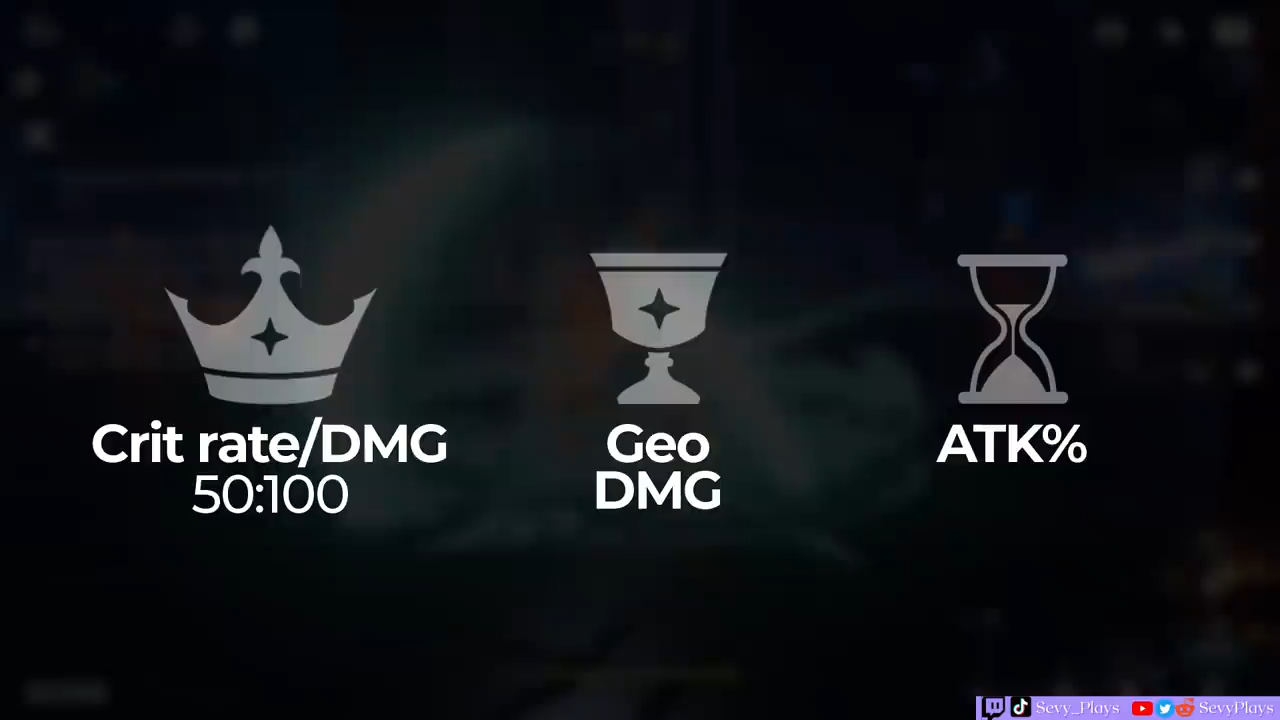 Crit rate/DMG
50:100
Geo
DMG
ATK%
Sevy_Plays
SevyPlays